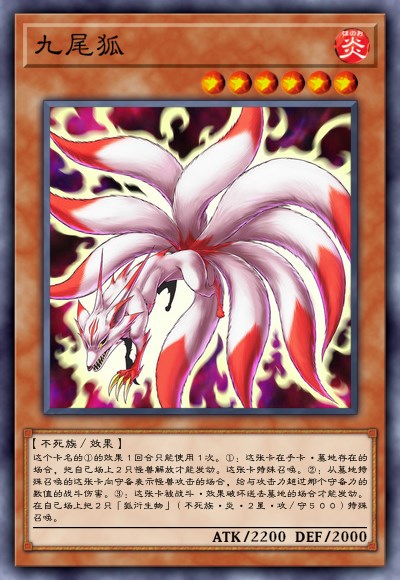 九尾狐
ほのお
炎
【不死族/效果】
这个卡名的①的效果1回合只能使用1次。①：这张卡在手卡·墓地存在的
场合，把自己场上2只怪兽解放才能发动。这张卡特殊召唤。②：从墓地特
殊召唤的这张卡向守备表示怪兽攻击的场合，给与攻击力超过那个守备力的
数值的战斗伤害。③：这张卡被战斗·效果破坏送去墓地的场合才能发动。
在自己场上把2只「狐衍生物」（不死族·炎·2星·攻/守500）特殊
召唤。
ATK/2200 DEF/2000